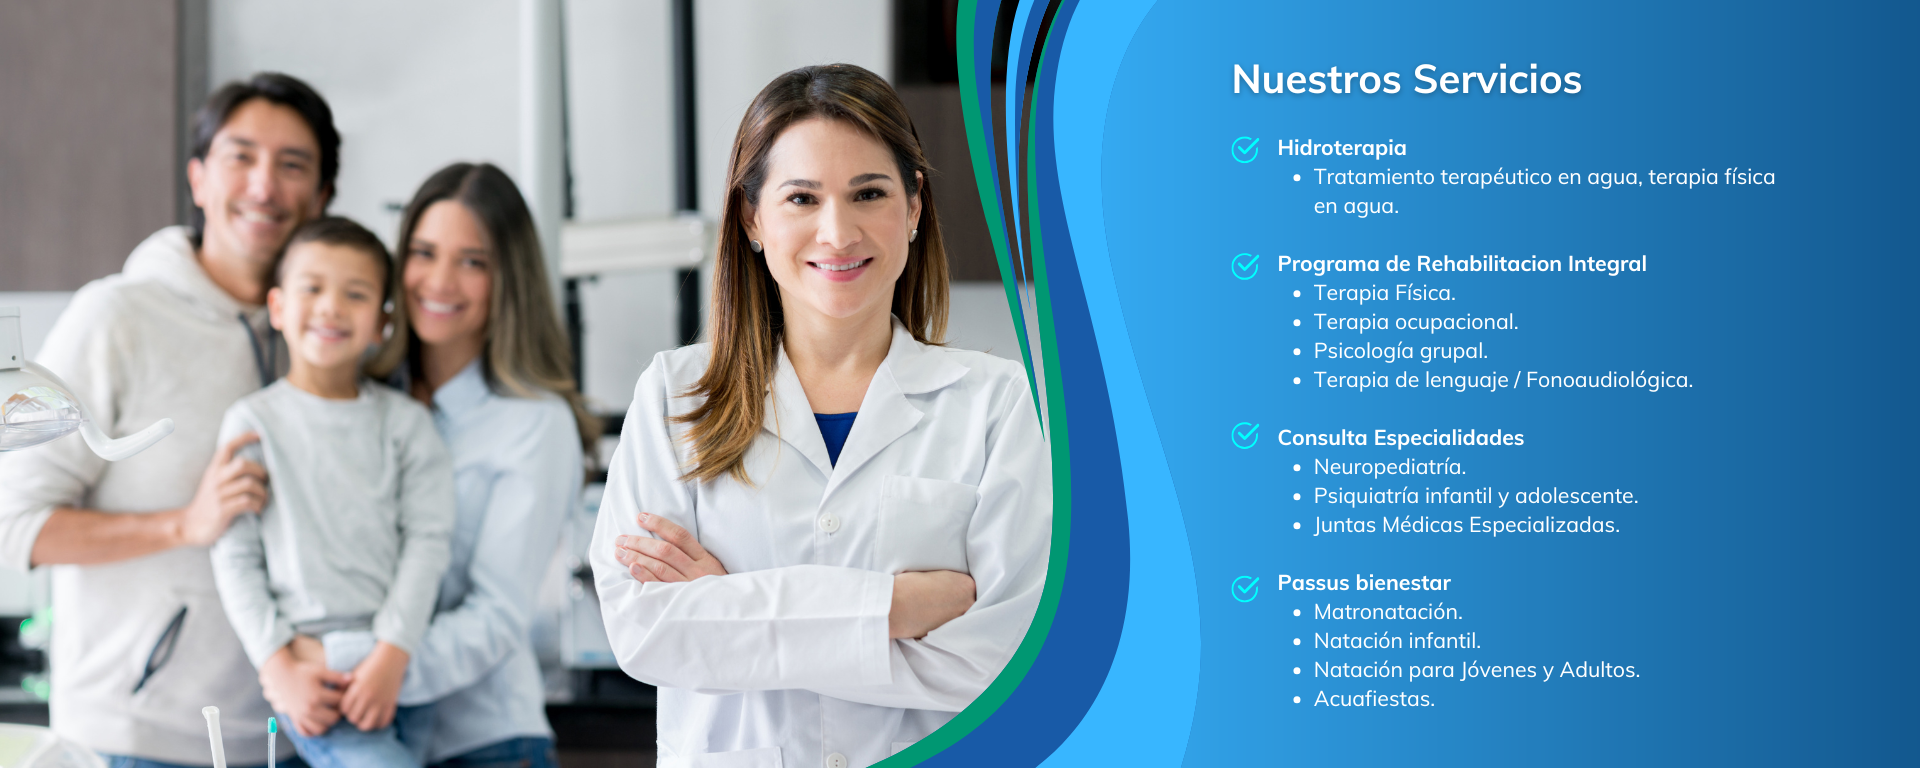 Nuestros Servicios
Hidroterapia
Tratamiento terapéutico en agua, terapia física
en agua.
Programa de Rehabilitacion Integral
Terapia Física.
Terapia ocupacional.
Psicología grupal.
Terapia de lenguaje / Fonoaudiológica.
Consulta Especialidades
Neuropediatría.
Psiquiatría infantil y adolescente.
Juntas Médicas Especializadas.
Passus bienestar
Matronatación.
Natación infantil.
Natación para Jóvenes y Adultos.
Acuafiestas.